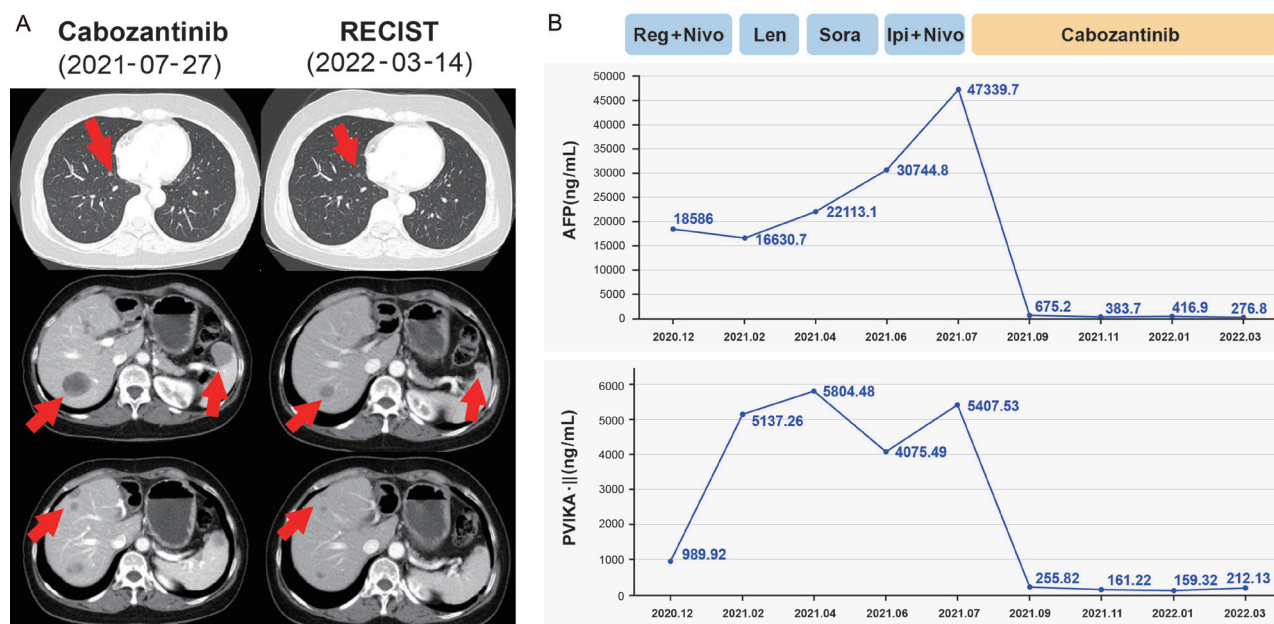 A
Cabozantinib
(2021-07-27)
RECIST
(2022-03-14)
B
Reg+Nivo
Len
Sora
Ipi+Nivo
Cabozantinib
AFP(ng/mL)
50000
45000
40000
35000
30000
25000
20000
15000
10000
5000
0
18586
16630.7
22113.1
30744.8
47339.7
675.2
383.7
416.9
276.8
2020.12 2021.02 2021.04 2021.06 2021.07 2021.09 2021.11 2022.01 2022.03
PVIKA·||(ng/mL)
6000
5000
4000
3000
2000
1000
0
989.92
5137.26
5804.48
4075.49
5407.53
255.82
161.22
159.32
212.13
2020.12 2021.02 2021.04 2021.06 2021.07 2021.09 2021.11 2022.01 2022.03